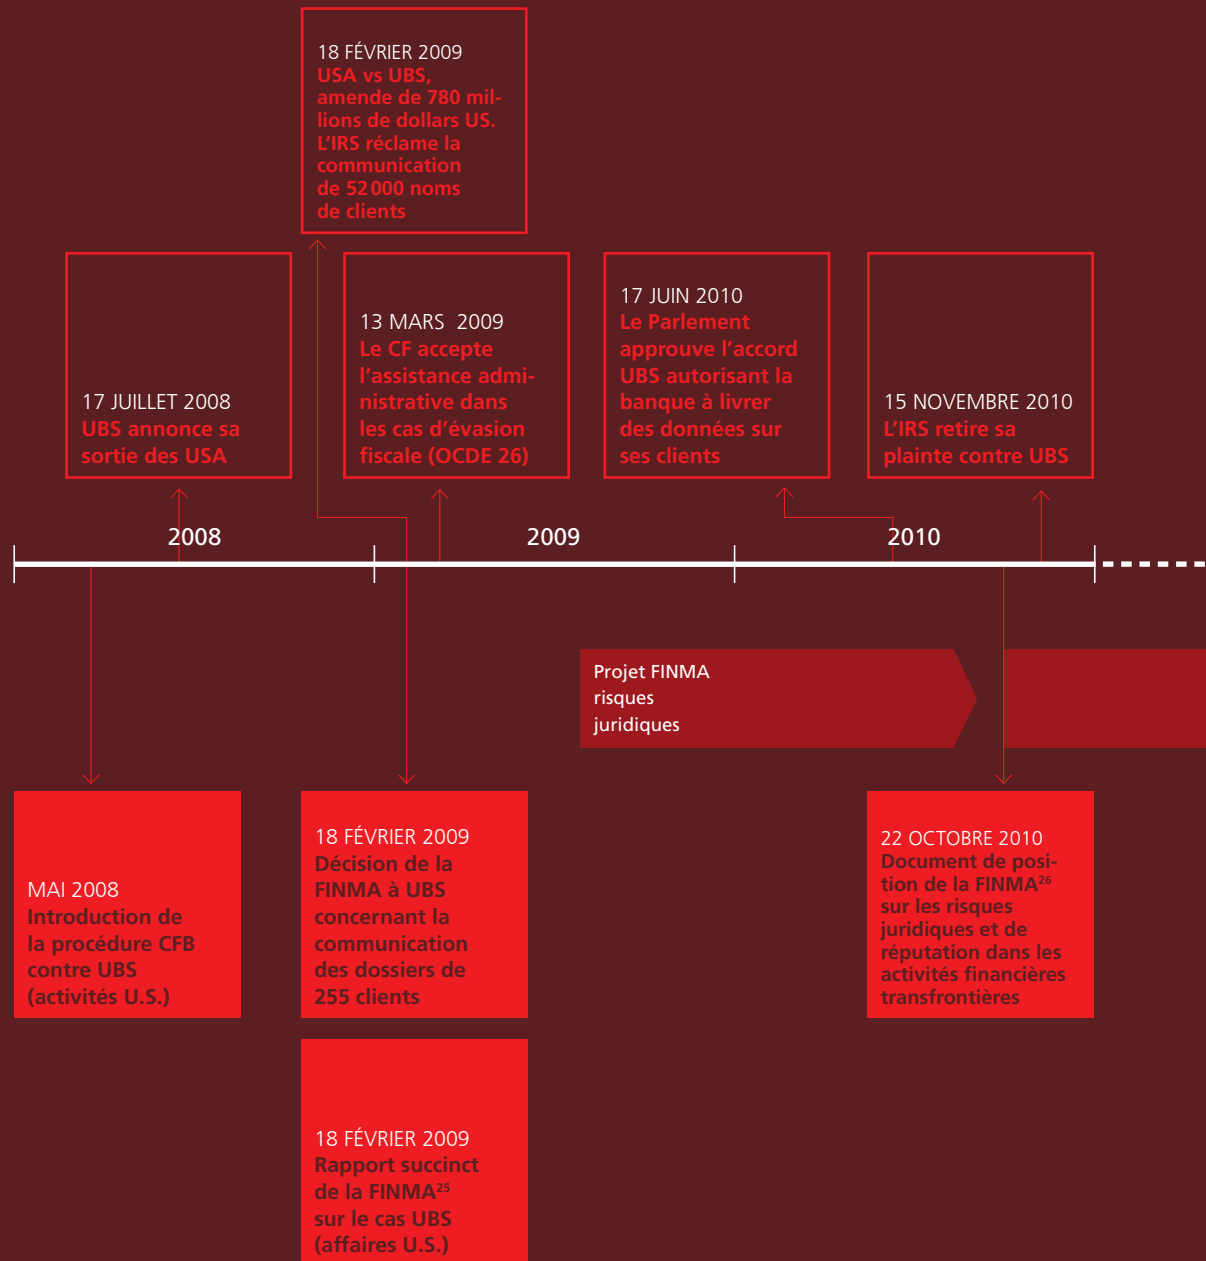 18 FÉVRIER 2009
USA vs UBS,
amende de 780 mil-
lions de dollars US.
L’IRS réclame la
communication
de 52 000 noms
de clients
17 JUILLET 2008
UBS annonce sa
sortie des USA
13 MARS 2009
Le CF accepte
l’assistance admi-
nistrative dans
les cas d’évasion
fiscale (OCDE 26)
17 JUIN 2010
Le Parlement
approuve l’accord
UBS autorisant la
banque à livrer
des données sur
ses clients
15 NOVEMBRE 2010
L’IRS retire sa
plainte contre UBS
2008
2009
2010
Projet FINMA
risques
juridiques
MAI 2008
Introduction de
la procédure CFB
contre UBS
(activités U.S.)
18 FÉVRIER 2009
Décision de la
FINMA à UBS
concernant la
communication
des dossiers de
255 clients
22 OCTOBRE 2010
Document de posi-
tion de la FINMA²⁶
sur les risques
juridiques et de
réputation dans les
activités financières
transfrontières
18 FÉVRIER 2009
Rapport succinct
de la FINMA²⁵
sur le cas UBS
(affaires U.S.)